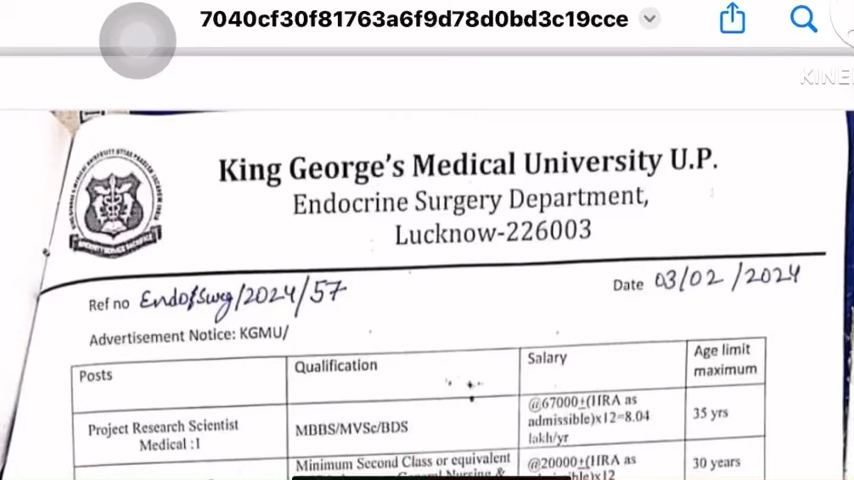 7040cf30f81763a6f9d78d0bd3c19cce
KINE
King George's Medical University U.P.
Endocrine Surgery Department,
Lucknow-226003
Ref no Endo/Surg/2024/57
Date 03/02/2024
Advertisement Notice: KGMU/
Posts Qualification Salary Age limit maximum
Project Research Scientist Medical :1 MBBS/MVSc/BDS @67000+(HRA as admissible)x12=8.04 lakh/yr 35 yrs
Minimum Second Class or equivalent @20000+(HRA as 30 years